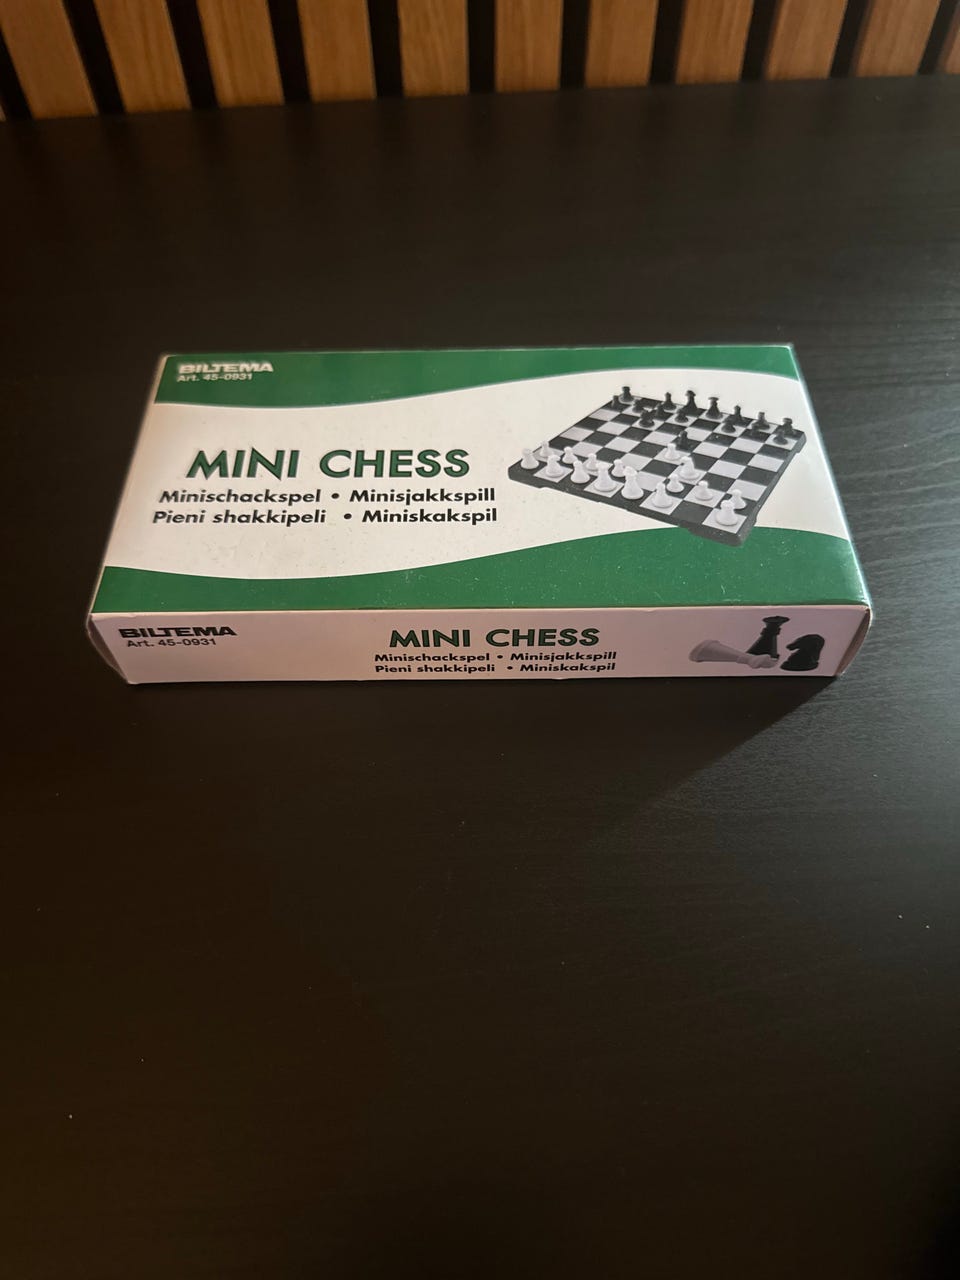 BILTEMA
Art. 45-0931
MINI CHESS
Minischackspel • Minisjakkspill
Pieni shakkipeli • Miniskakspil
BILTEMA
Art. 45-0931
MINI CHESS
Minischackspel • Minisjakkspill
Pieni shakkipeli • Miniskakspil